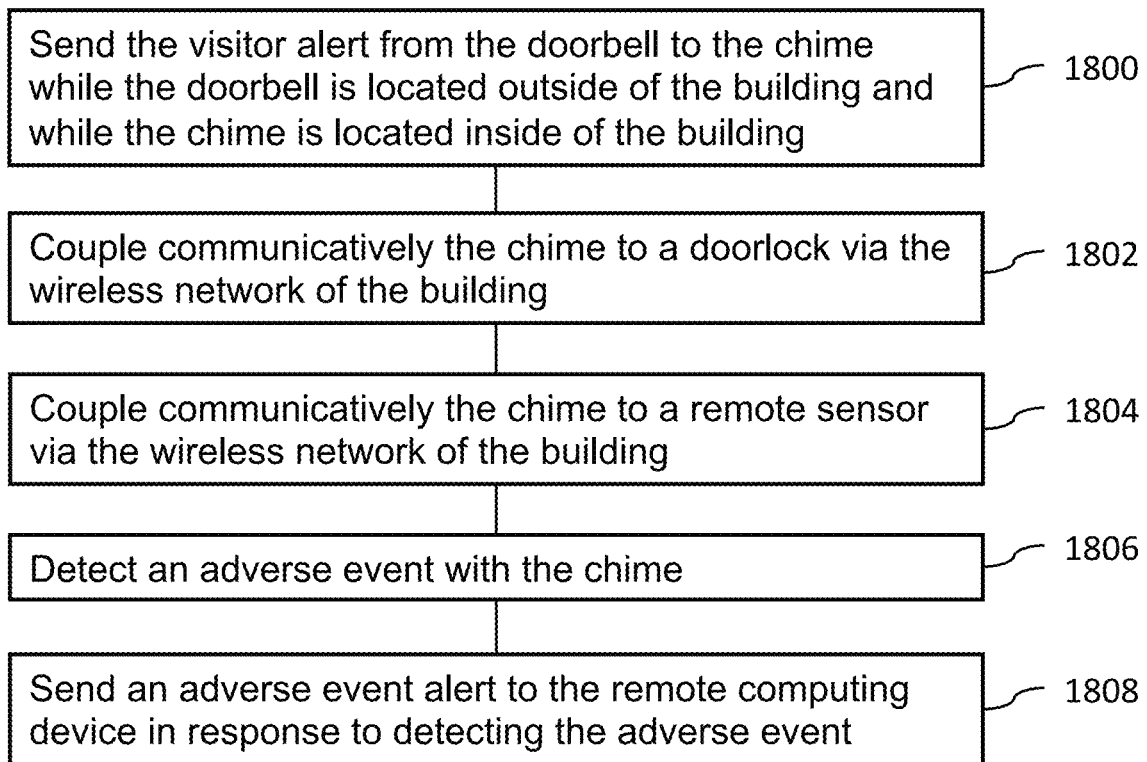 Send the visitor alert from the doorbell to the chime
while the doorbell is located outside of the building and
while the chime is located inside of the building
1800
Couple communicatively the chime to a doorlock via the
wireless network of the building
1802
Couple communicatively the chime to a remote sensor
via the wireless network of the building
1804
Detect an adverse event with the chime
1806
Send an adverse event alert to the remote computing
device in response to detecting the adverse event
1808